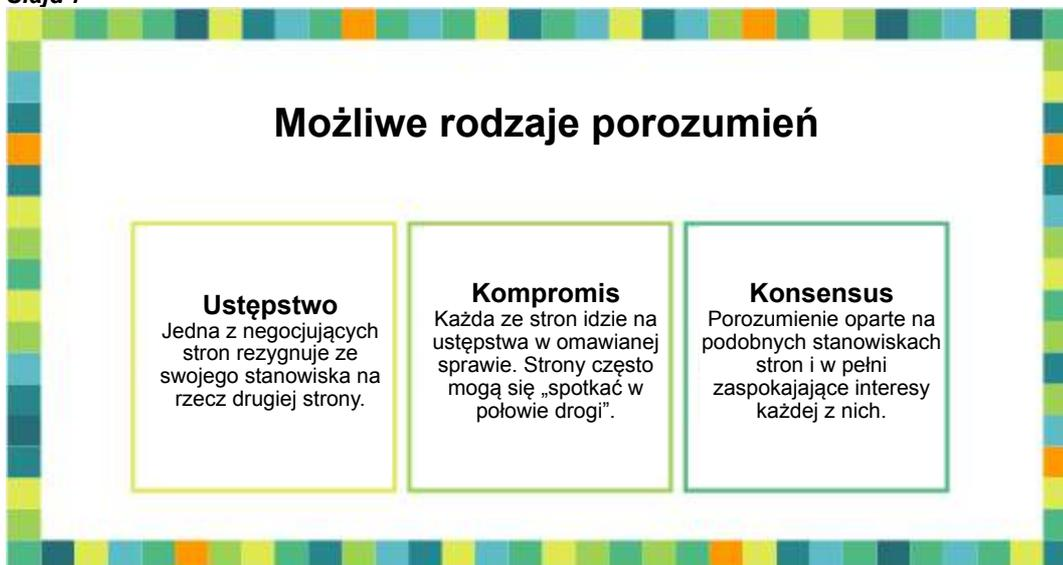 Możliwe rodzaje porozumień
Ustępstwo
Jedna z negocjujących
stron rezygnuje ze
swojego stanowiska na
rzecz drugiej strony.
Kompromis
Każda ze stron idzie na
ustępstwa w omawianej
sprawie. Strony często
mogą się „spotkać w
połowie drogi”.
Konsensus
Porozumienie oparte na
podobnych stanowiskach
stron i w pełni
zaspokajające interesy
każdej z nich.